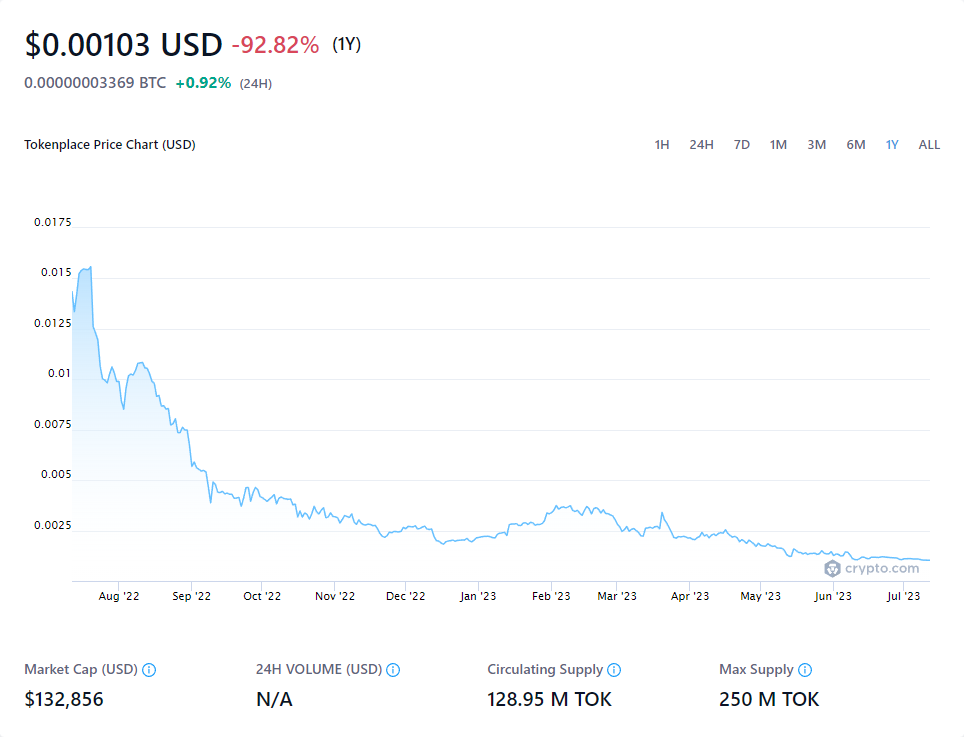 $0.00103 USD -92.82% (1Y)
0.00000003369 BTC +0.92% (24H)
Tokenplace Price Chart (USD) 1H 24H 7D 1M 3M 6M 1Y ALL
0.0175
0.015
0.0125
0.01
0.0075
0.005
0.0025
crypto.com
Aug '22 Sep '22 Oct '22 Nov '22 Dec '22 Jan '23 Feb '23 Mar '23 Apr '23 May '23 Jun '23 Jul '23
Market Cap (USD) 24H VOLUME (USD) Circulating Supply Max Supply
$132,856 N/A 128.95 M TOK 250 M TOK